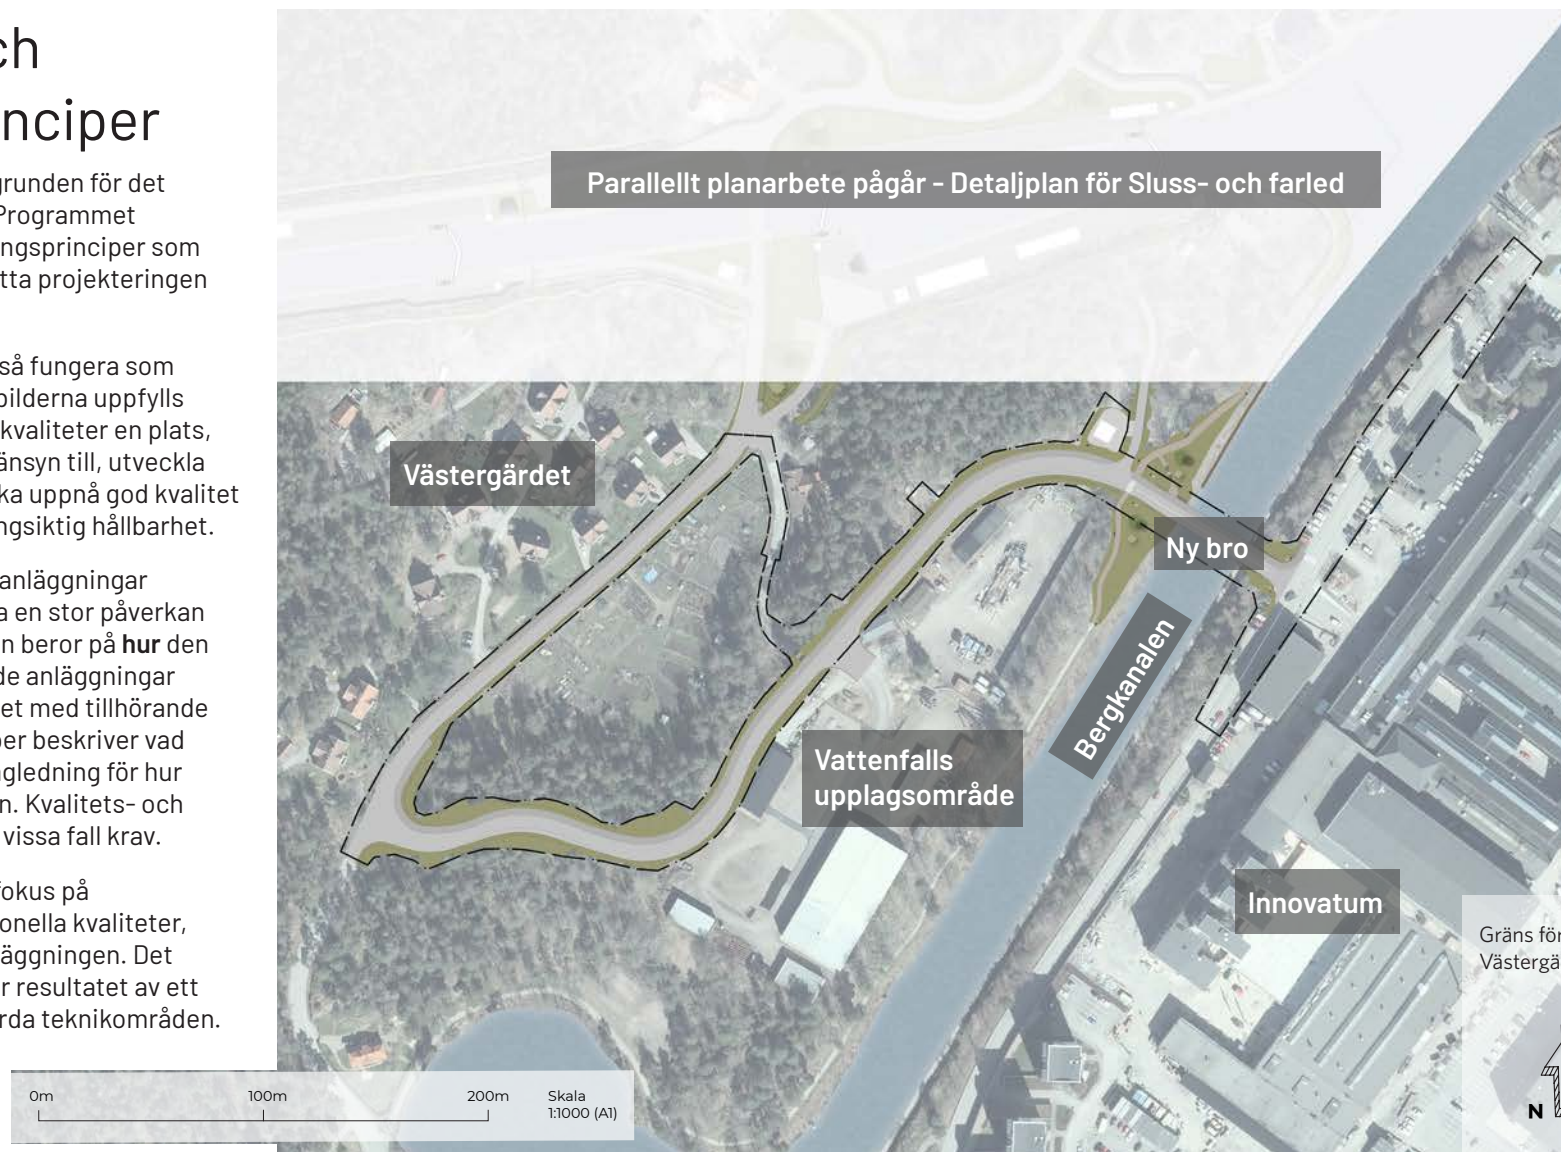 ch
nciper
grunden för det
Programmet
ngsprinciper som
tta projekteringen
så fungera som
bilderna uppfylls
kvaliteter en plats,
änsyn till, utveckla
ka uppnå god kvalitet
ngsiktig hållbarhet.
anläggningar
a en stor påverkan
n beror på hur den
de anläggningar
et med tillhörande
per beskriver vad
gledning för hur
n. Kvalitets- och
vissa fall krav.
fokus på
onella kvaliteter,
läggningen. Det
r resultatet av ett
rda teknikområden.
Parallellt planarbete pågår - Detaljplan för Sluss- och farled
Västergärdet
Ny bro
Bergkanalen
Vattenfalls
upplagsområde
Innovatum
Gräns för
Västergä
N
0m 100m 200m Skala
1:1000 (A1)